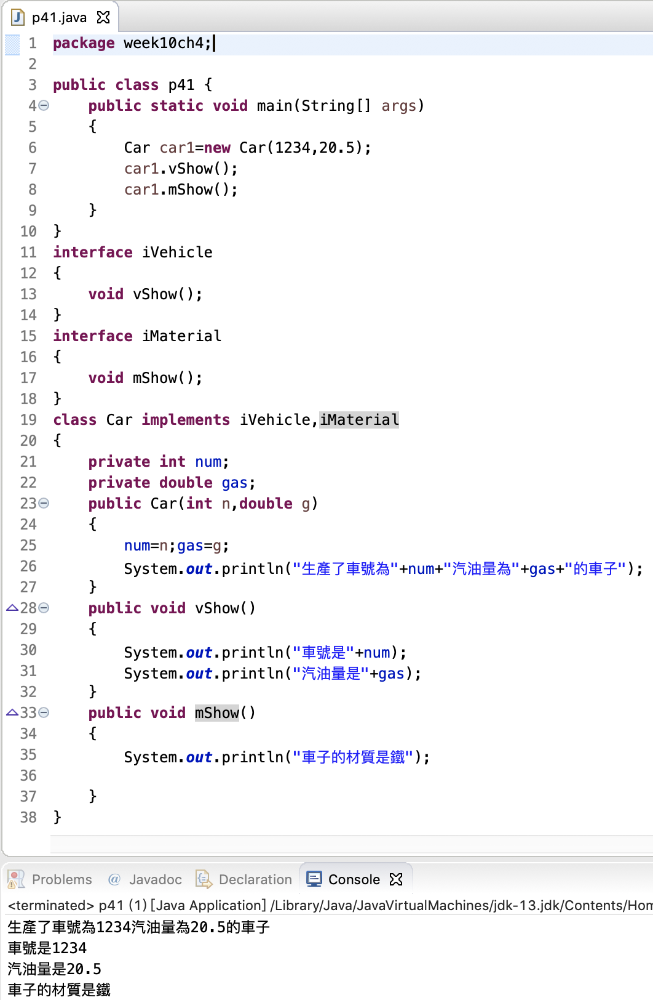 p41.java
1 package week10ch4;
2
3 public class p41 {
4     public static void main(String[] args)
5     {
6         Car car1=new Car(1234,20.5);
7         car1.vShow();
8         car1.mShow();
9     }
10 }
11 interface iVehicle
12 {
13     void vShow();
14 }
15 interface iMaterial
16 {
17     void mShow();
18 }
19 class Car implements iVehicle,iMaterial
20 {
21     private int num;
22     private double gas;
23     public Car(int n,double g)
24     {
25         num=n;gas=g;
26         System.out.println("生產了車號為"+num+"汽油量為"+gas+"的車子");
27     }
28     public void vShow()
29     {
30         System.out.println("車號是"+num);
31         System.out.println("汽油量是"+gas);
32     }
33     public void mShow()
34     {
35         System.out.println("車子的材質是鐵");
36
37     }
38 }
Problems @ Javadoc Declaration Console
<terminated> p41 (1) [Java Application] /Library/Java/JavaVirtualMachines/jdk-13.jdk/Contents/Hom
生產了車號為1234汽油量為20.5的車子
車號是1234
汽油量是20.5
車子的材質是鐵